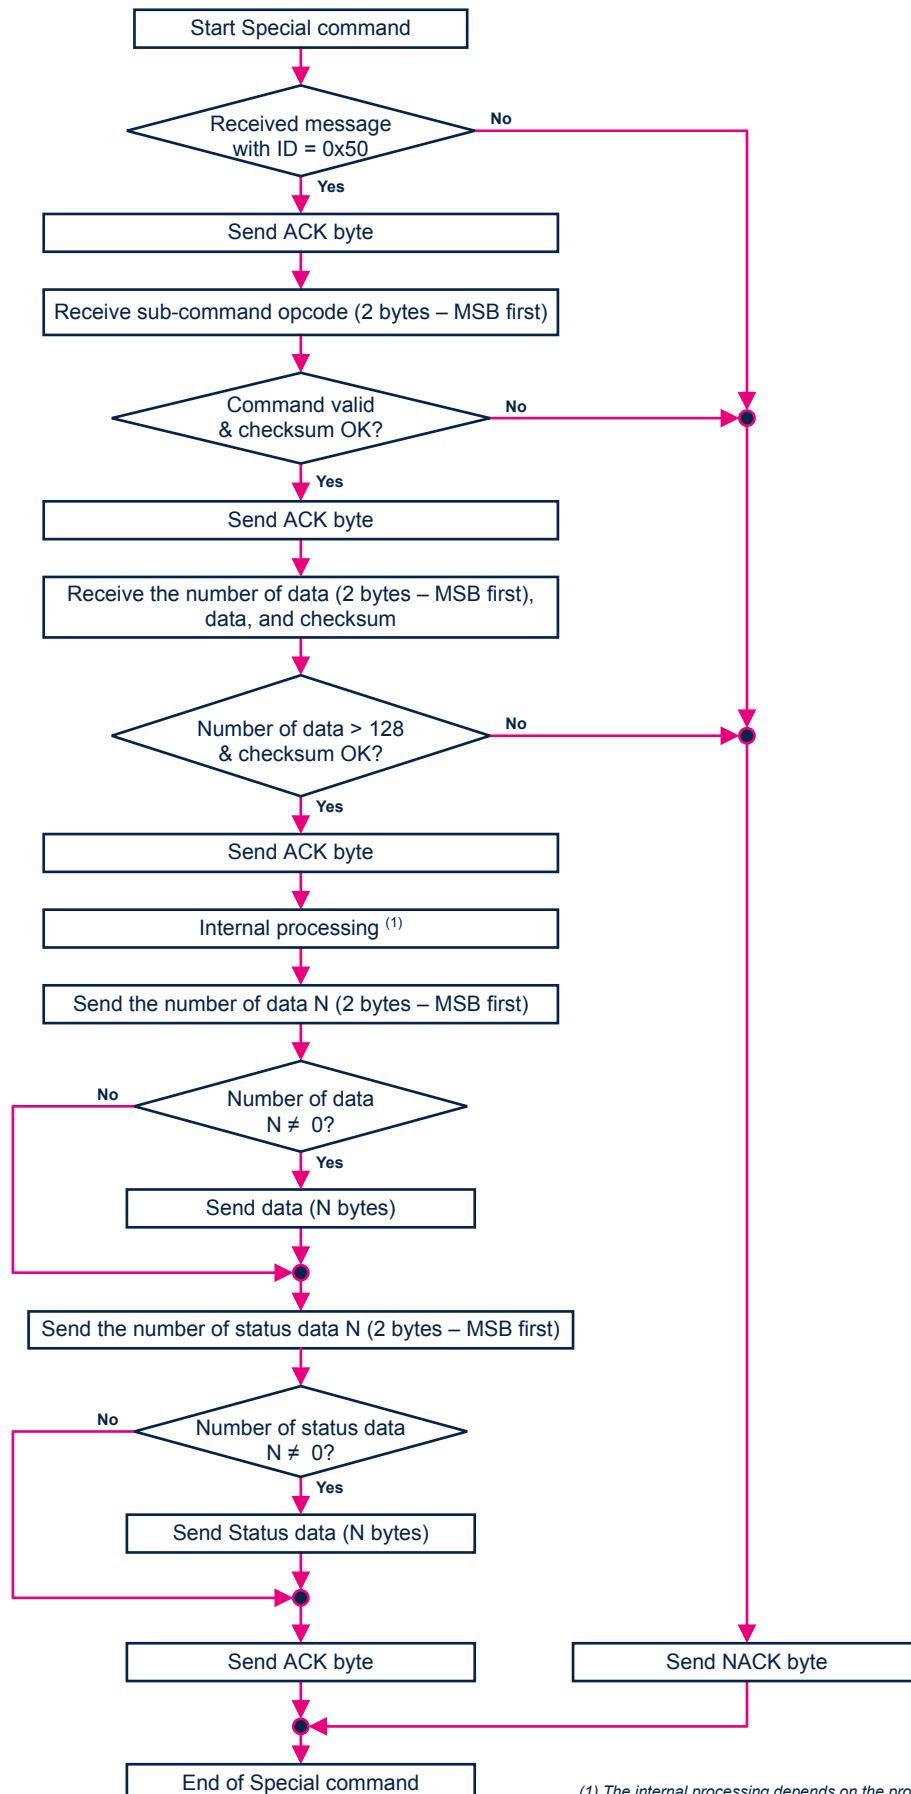 Start Special command
Received message
with ID = 0x50
No
Yes
Send ACK byte
Receive sub-command opcode (2 bytes – MSB first)
Command valid
& checksum OK?
No
Yes
Send ACK byte
Receive the number of data (2 bytes – MSB first),
data, and checksum
Number of data > 128
& checksum OK?
No
Yes
Send ACK byte
Internal processing (1)
Send the number of data N (2 bytes – MSB first)
No
Number of data
N ≠ 0?
Yes
Send data (N bytes)
Send the number of status data N (2 bytes – MSB first)
No
Number of status data
N ≠ 0?
Yes
Send Status data (N bytes)
Send ACK byte
Send NACK byte
End of Special command
(1) The internal processing depends on the